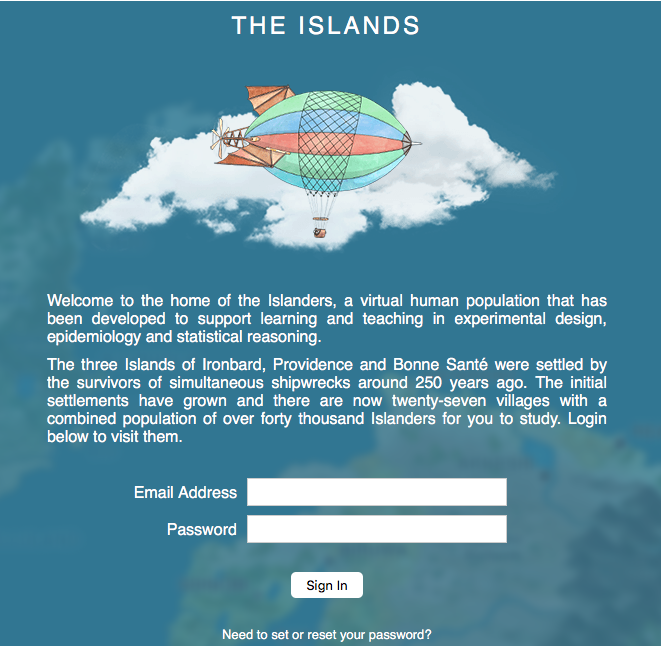 THE ISLANDS
Welcome to the home of the Islanders, a virtual human population that has
been developed to support learning and teaching in experimental design,
epidemiology and statistical reasoning.
The three Islands of Ironbard, Providence and Bonne Santé were settled by
the survivors of simultaneous shipwrecks around 250 years ago. The initial
settlements have grown and there are now twenty-seven villages with a
combined population of over forty thousand Islanders for you to study. Login
below to visit them.
Email Address
Password
Sign In
Need to set or reset your password?